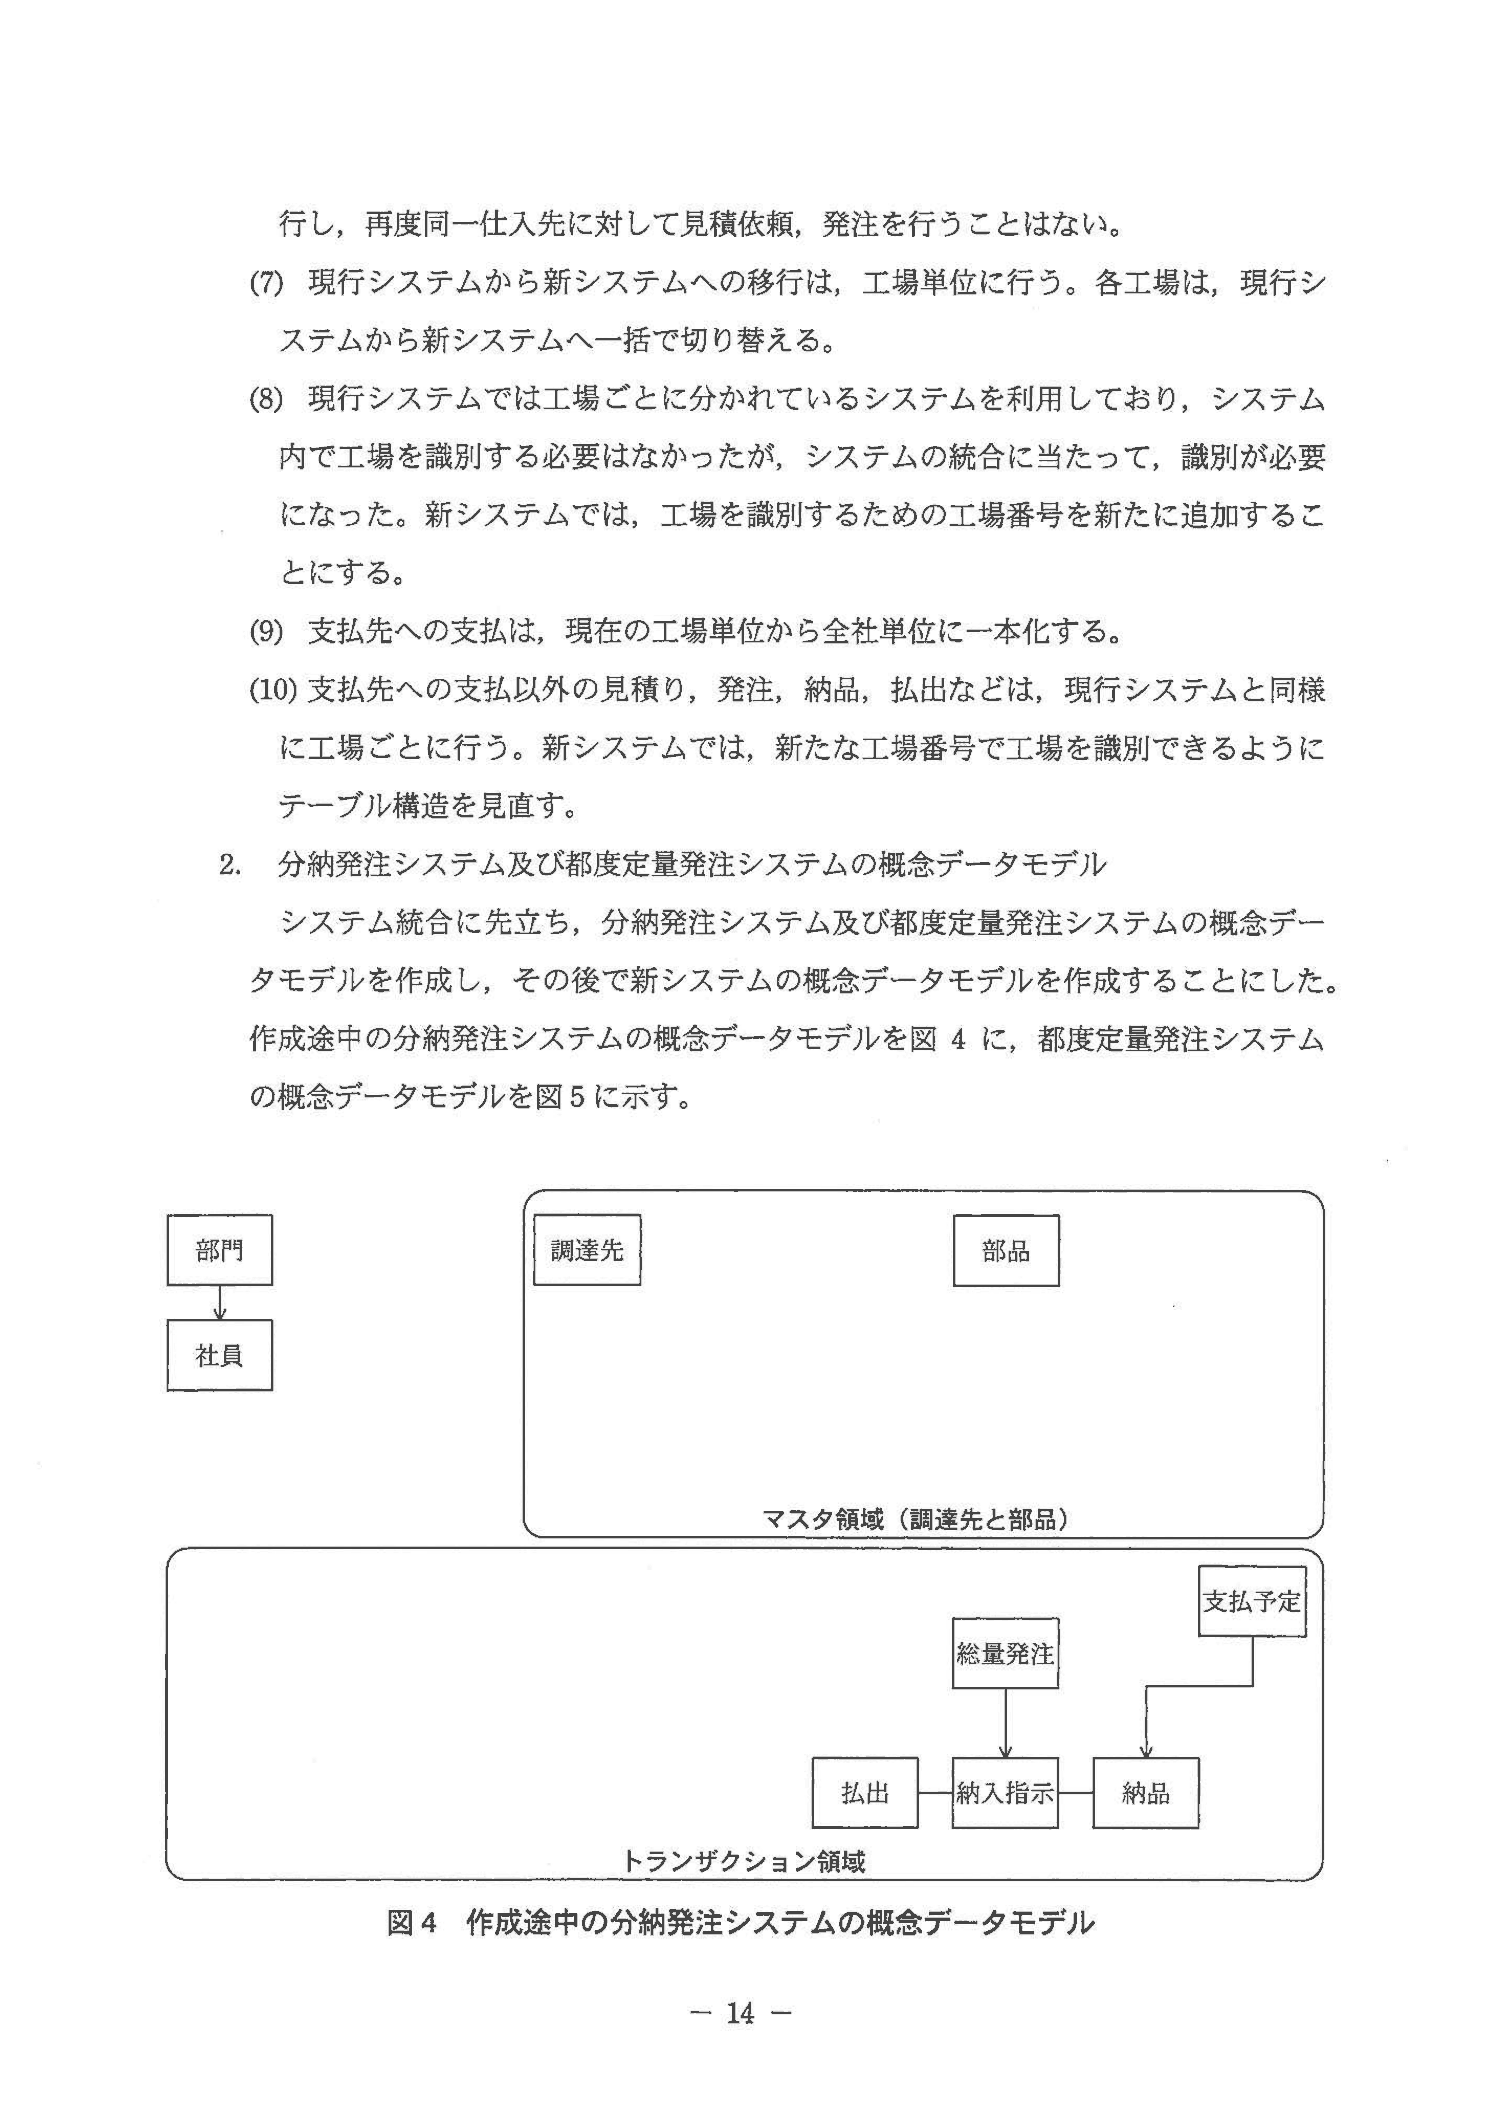 行し，再度同一仕入先に対して見積依頼，発注を行うことはない。
(7) 現行システムから新システムへの移行は，工場単位に行う。各工場は，現行シ
ステムから新システムへ一括で切り替える。
(8) 現行システムでは工場ごとに分かれているシステムを利用しており，システム
内で工場を識別する必要はなかったが，システムの統合に当たって，識別が必要
になった。新システムでは，工場を識別するための工場番号を新たに追加するこ
とにする。
(9) 支払先への支払は，現在の工場単位から全社単位に一本化する。
(10) 支払先への支払以外の見積り，発注，納品，払出などは，現行システムと同様
に工場ごとに行う。新システムでは，新たな工場番号で工場を識別できるように
テーブル構造を見直す。
2. 分納発注システム及び都度定量発注システムの概念データモデル
システム統合に先立ち，分納発注システム及び都度定量発注システムの概念デー
タモデルを作成し，その後で新システムの概念データモデルを作成することにした。
作成途中の分納発注システムの概念データモデルを図 4 に，都度定量発注システム
の概念データモデルを図 5 に示す。
部門
調達先
部品
社員
マスタ領域（調達先と部品）
支払予定
総量発注
払出
納入指示
納品
トランザクション領域
図 4 作成途中の分納発注システムの概念データモデル
－ 14 －